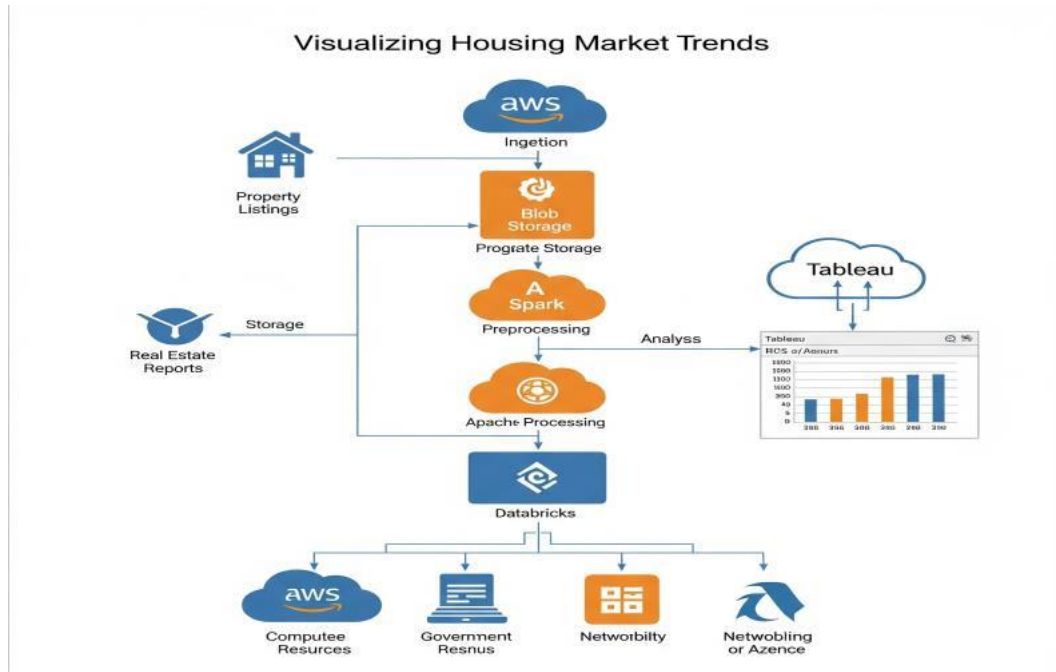 Visualizing Housing Market Trends
aws
Ingetion
Property
Listings
Blob
Storage
Progate Storage
A
Spark
Preprocessing
Tableau
Storage
Real Estate
Reports
Analyss
Tableau
Apache Processing
Databricks
aws
Computee
Resurces
Government
Resnus
Networbilty
Netwobling
or Azence